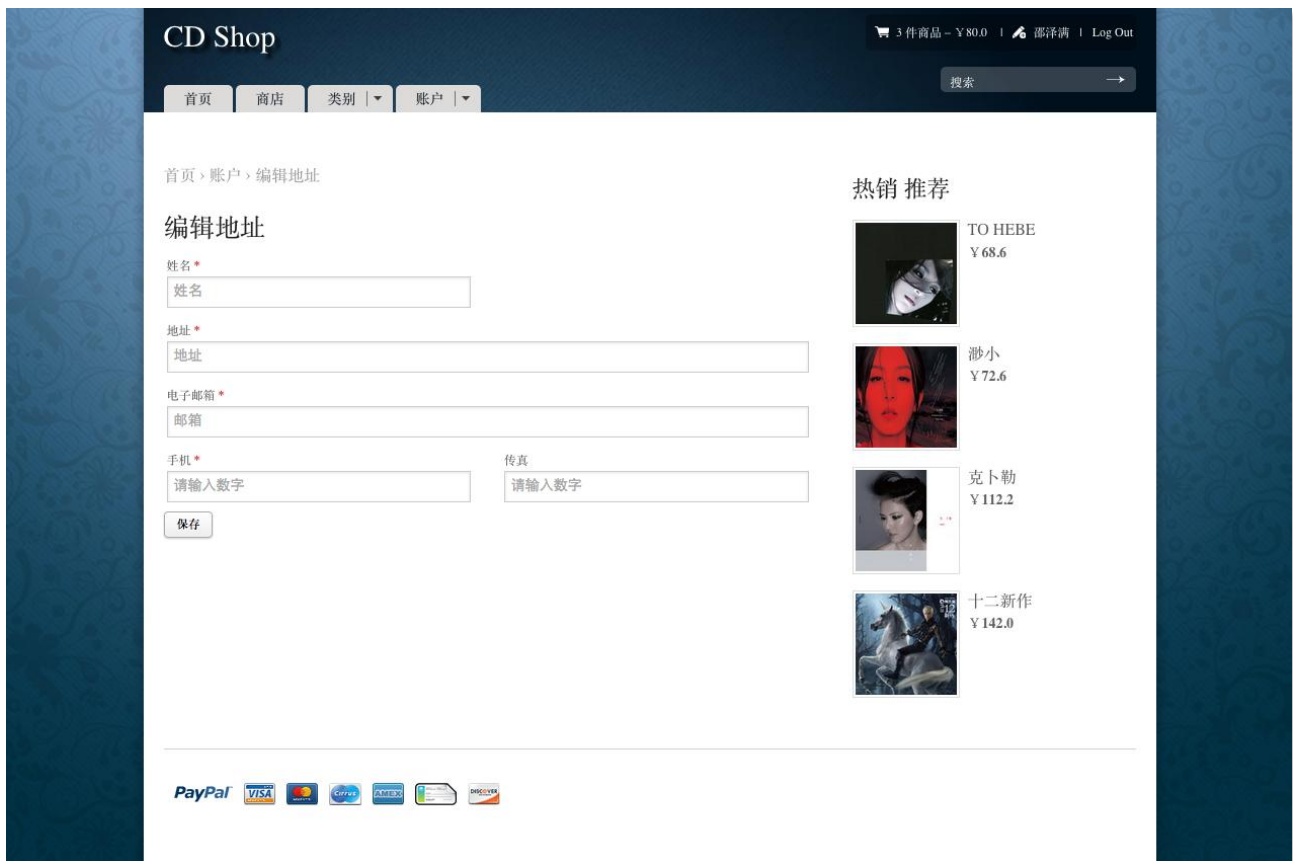 CD Shop
3 件商品 – ￥80.0 | 邵泽满 | Log Out
搜索
首页 商店 类别 账户
首页 › 账户 › 编辑地址
编辑地址
姓名 *
姓名
地址 *
地址
电子邮箱 *
邮箱
手机 * 传真
请输入数字 请输入数字
保存
热销 推荐
TO HEBE
￥68.6
渺小
￥72.6
克卜勒
￥112.2
十二新作
￥142.0
PayPal VISA Cirrus AMEX DISCOVER